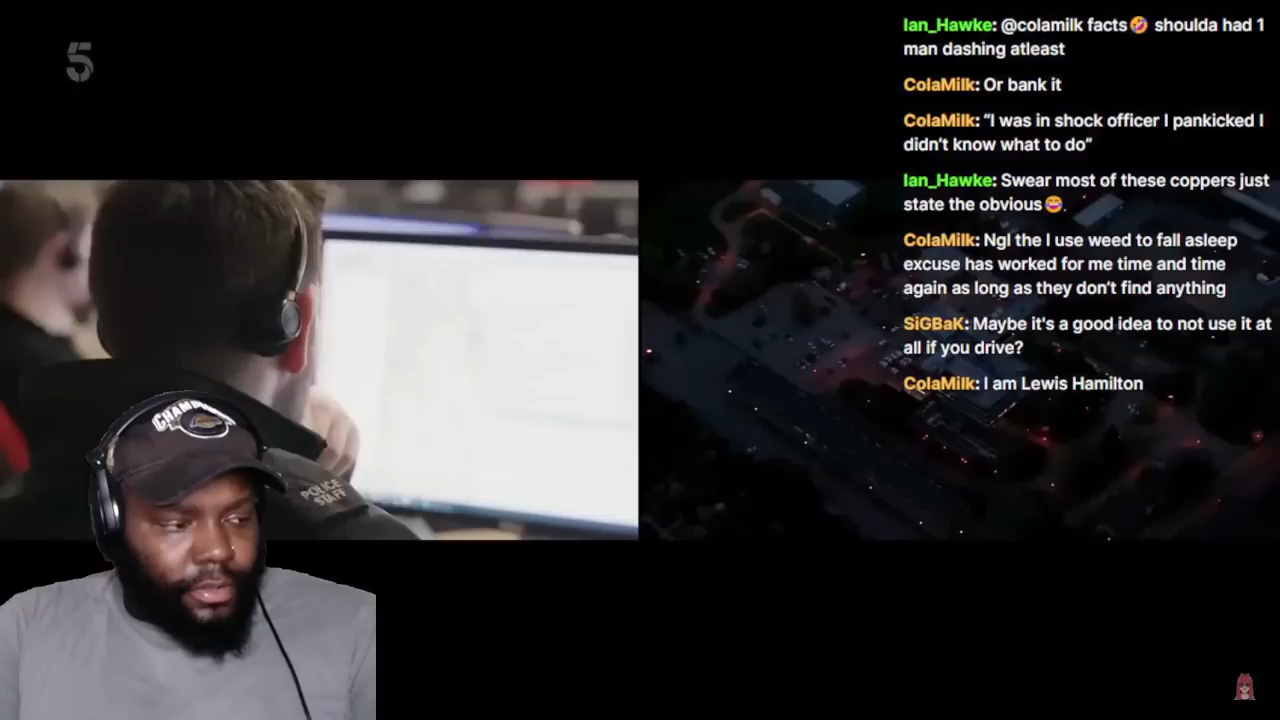 5
Ian_Hawke: @colamilk facts🤣 shoulda had 1
man dashing atleast
ColaMilk: Or bank it
ColaMilk: “I was in shock officer I pankicked I
didn’t know what to do”
Ian_Hawke: Swear most of these coppers just
state the obvious😂
ColaMilk: Ngl the I use weed to fall asleep
excuse has worked for me time and time
again as long as they don’t find anything
SiGBaK: Maybe it's a good idea to not use it at
all if you drive?
ColaMilk: I am Lewis Hamilton
CHAMP
POLICE
STAFF